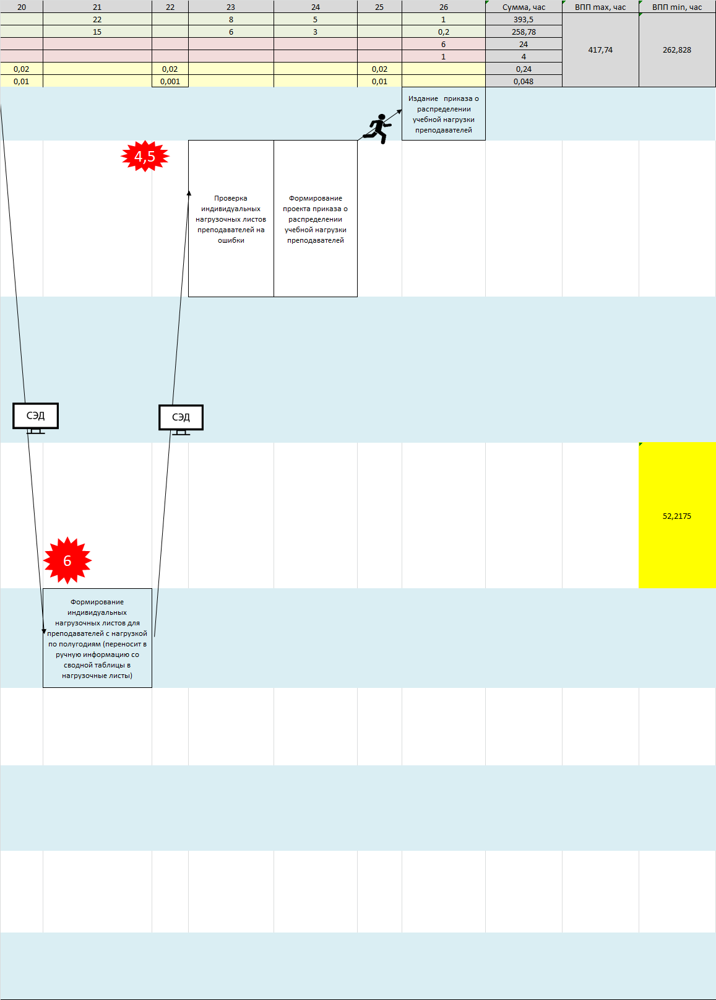 20 21 22 23 24 25 26 Сумма, час ВПП max, час ВПП min, час
22 8 5 1 393,5
15 6 3 0,2 258,78
6 24
417,74 262,828
1 4
0,02 0,02 0,02 0,24
0,01 0,001 0,01 0,048
Издание приказа о
распределении
учебной нагрузки
преподавателей
4,5
Проверка
индивидуальных
нагрузочных листов
преподавателей на
ошибки
Формирование
проекта приказа о
распределении
учебной нагрузки
преподавателей
СЭД
СЭД
52,2175
6
Формирование
индивидуальных
нагрузочных листов для
преподавателей с нагрузкой
по полугодиям (переносит в
ручную информацию со
сводной таблицы в
нагрузочные листы)